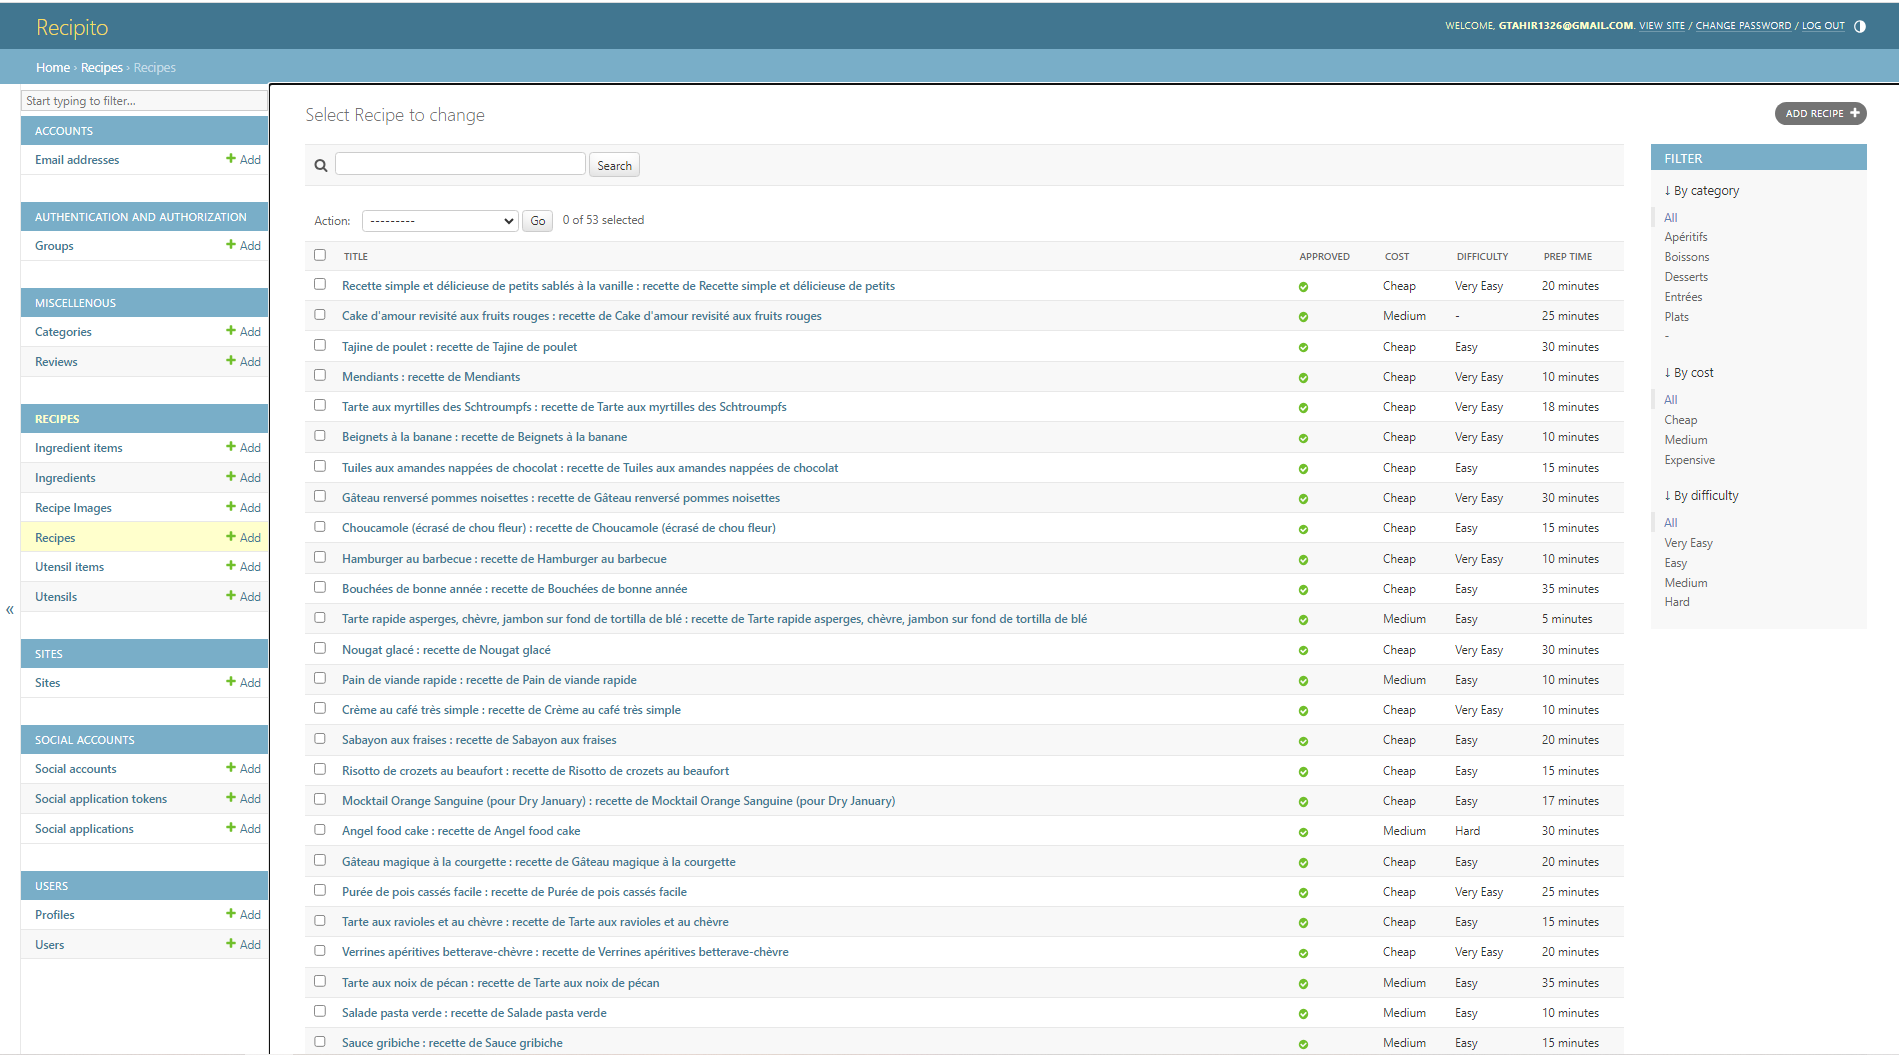 Recipito
WELCOME, GTAHIR1326@GMAIL.COM. VIEW SITE / CHANGE PASSWORD / LOG OUT
Home › Recipes › Recipes
Start typing to filter...
ACCOUNTS
Email addresses + Add
AUTHENTICATION AND AUTHORIZATION
Groups + Add
MISCELLENOUS
Categories + Add
Reviews + Add
RECIPES
Ingredient items + Add
Ingredients + Add
Recipe Images + Add
Recipes + Add
Utensil items + Add
Utensils + Add
SITES
Sites + Add
SOCIAL ACCOUNTS
Social accounts + Add
Social application tokens + Add
Social applications + Add
USERS
Profiles + Add
Users + Add
«
Select Recipe to change
ADD RECIPE +
Search
Action: --------- Go 0 of 53 selected
TITLE APPROVED COST DIFFICULTY PREP TIME
Recette simple et délicieuse de petits sablés à la vanille : recette de Recette simple et délicieuse de petits Cheap Very Easy 20 minutes
Cake d'amour revisité aux fruits rouges : recette de Cake d'amour revisité aux fruits rouges Medium - 25 minutes
Tajine de poulet : recette de Tajine de poulet Cheap Easy 30 minutes
Mendiants : recette de Mendiants Cheap Very Easy 10 minutes
Tarte aux myrtilles des Schtroumpfs : recette de Tarte aux myrtilles des Schtroumpfs Cheap Very Easy 18 minutes
Beignets à la banane : recette de Beignets à la banane Cheap Very Easy 10 minutes
Tuiles aux amandes nappées de chocolat : recette de Tuiles aux amandes nappées de chocolat Cheap Easy 15 minutes
Gâteau renversé pommes noisettes : recette de Gâteau renversé pommes noisettes Cheap Very Easy 30 minutes
Choucamole (écrasé de chou fleur) : recette de Choucamole (écrasé de chou fleur) Cheap Easy 15 minutes
Hamburger au barbecue : recette de Hamburger au barbecue Cheap Very Easy 10 minutes
Bouchées de bonne année : recette de Bouchées de bonne année Cheap Easy 35 minutes
Tarte rapide asperges, chèvre, jambon sur fond de tortilla de blé : recette de Tarte rapide asperges, chèvre, jambon sur fond de tortilla de blé Medium Easy 5 minutes
Nougat glacé : recette de Nougat glacé Cheap Very Easy 30 minutes
Pain de viande rapide : recette de Pain de viande rapide Medium Easy 10 minutes
Crème au café très simple : recette de Crème au café très simple Cheap Very Easy 10 minutes
Sabayon aux fraises : recette de Sabayon aux fraises Cheap Easy 20 minutes
Risotto de crozets au beaufort : recette de Risotto de crozets au beaufort Cheap Easy 15 minutes
Mocktail Orange Sanguine (pour Dry January) : recette de Mocktail Orange Sanguine (pour Dry January) Cheap Easy 17 minutes
Angel food cake : recette de Angel food cake Medium Hard 30 minutes
Gâteau magique à la courgette : recette de Gâteau magique à la courgette Cheap Easy 20 minutes
Purée de pois cassés facile : recette de Purée de pois cassés facile Cheap Very Easy 25 minutes
Tarte aux ravioles et au chèvre : recette de Tarte aux ravioles et au chèvre Cheap Easy 15 minutes
Verrines apéritives betterave-chèvre : recette de Verrines apéritives betterave-chèvre Cheap Very Easy 20 minutes
Tarte aux noix de pécan : recette de Tarte aux noix de pécan Medium Easy 35 minutes
Salade pasta verde : recette de Salade pasta verde Medium Easy 10 minutes
Sauce gribiche : recette de Sauce gribiche Medium Easy 15 minutes
FILTER
↓ By category
All
Apéritifs
Boissons
Desserts
Entrées
Plats
-
↓ By cost
All
Cheap
Medium
Expensive
↓ By difficulty
All
Very Easy
Easy
Medium
Hard